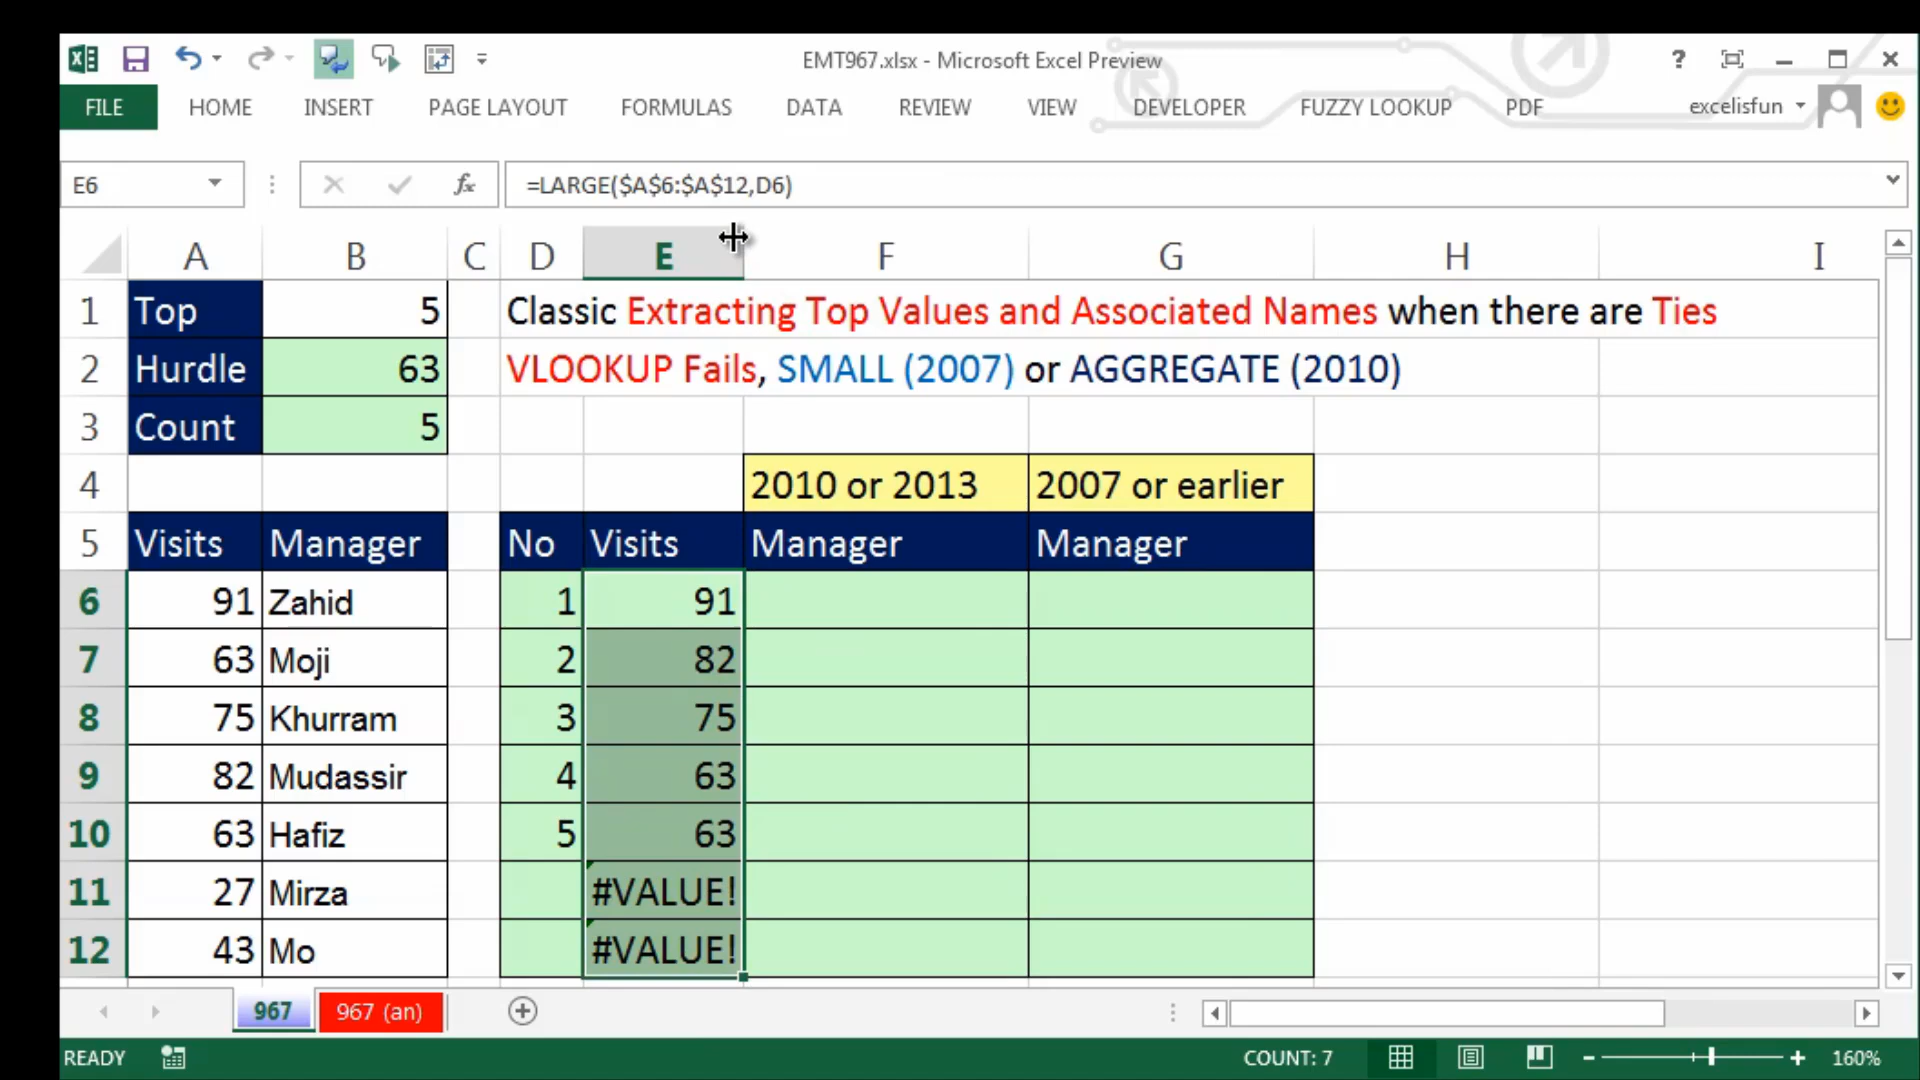 EMT967.xlsx - Microsoft Excel Preview
?
FILE HOME INSERT PAGE LAYOUT FORMULAS DATA REVIEW VIEW DEVELOPER FUZZY LOOKUP PDF excelisfun
E6 fx =LARGE($A$6:$A$12,D6)
A B C D E F G H I
1 Top 5 Classic Extracting Top Values and Associated Names when there are Ties
2 Hurdle 63 VLOOKUP Fails, SMALL (2007) or AGGREGATE (2010)
3 Count 5
4 2010 or 2013 2007 or earlier
5 Visits Manager No Visits Manager Manager
6 91 Zahid 1 91
7 63 Moji 2 82
8 75 Khurram 3 75
9 82 Mudassir 4 63
10 63 Hafiz 5 63
11 27 Mirza #VALUE!
12 43 Mo #VALUE!
967 967 (an)
READY COUNT: 7 160%